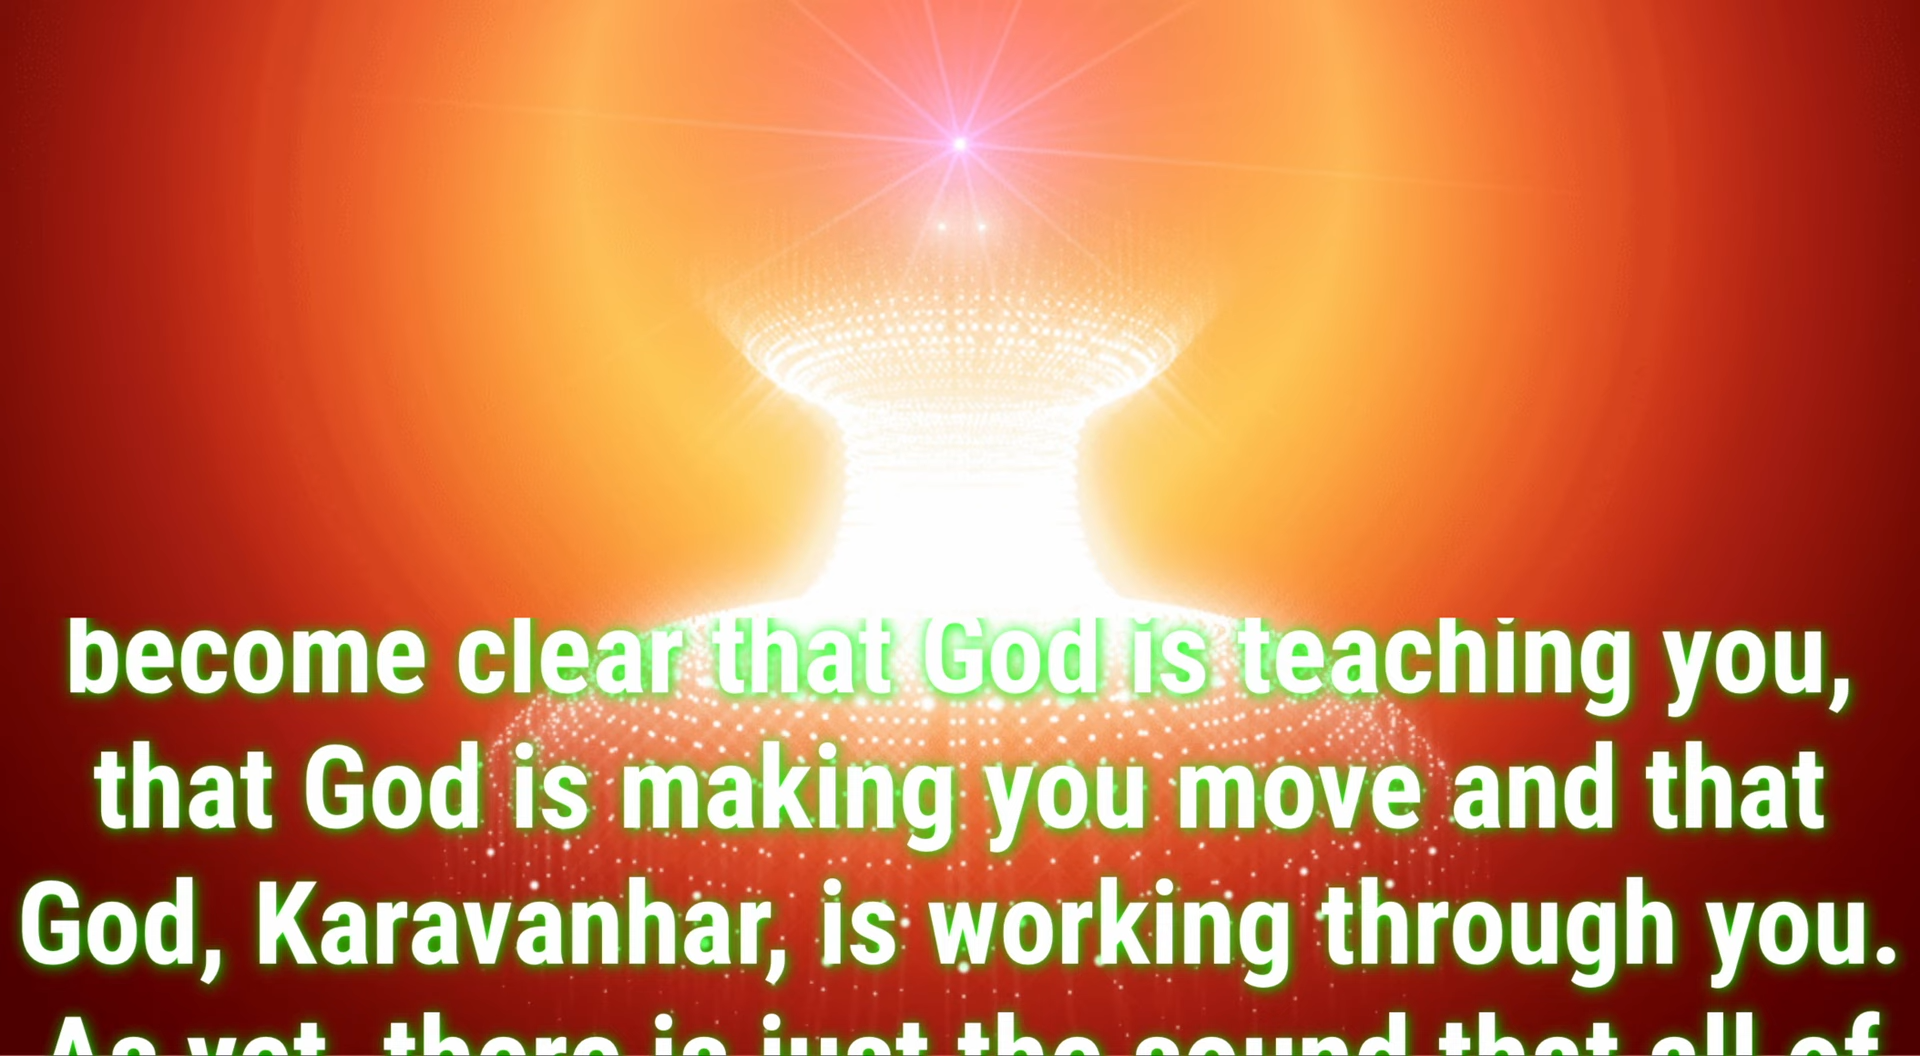 become clear that God is teaching you,
that God is making you move and that
God, Karavanhar, is working through you.
As yet, there is just the sound that all of